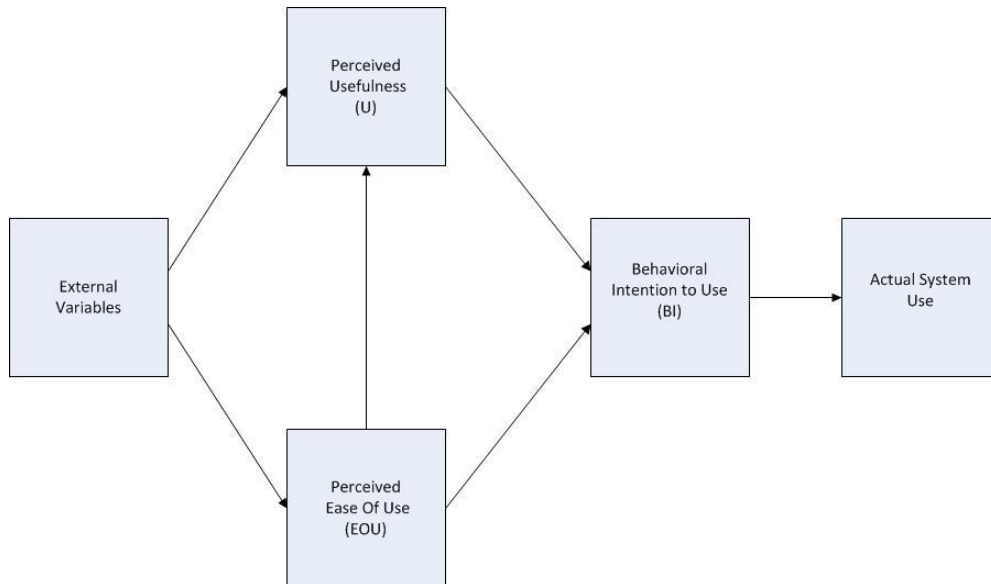 Perceived
Usefulness
(U)
External
Variables
Behavioral
Intention to Use
(BI)
Actual System
Use
Perceived
Ease Of Use
(EOU)